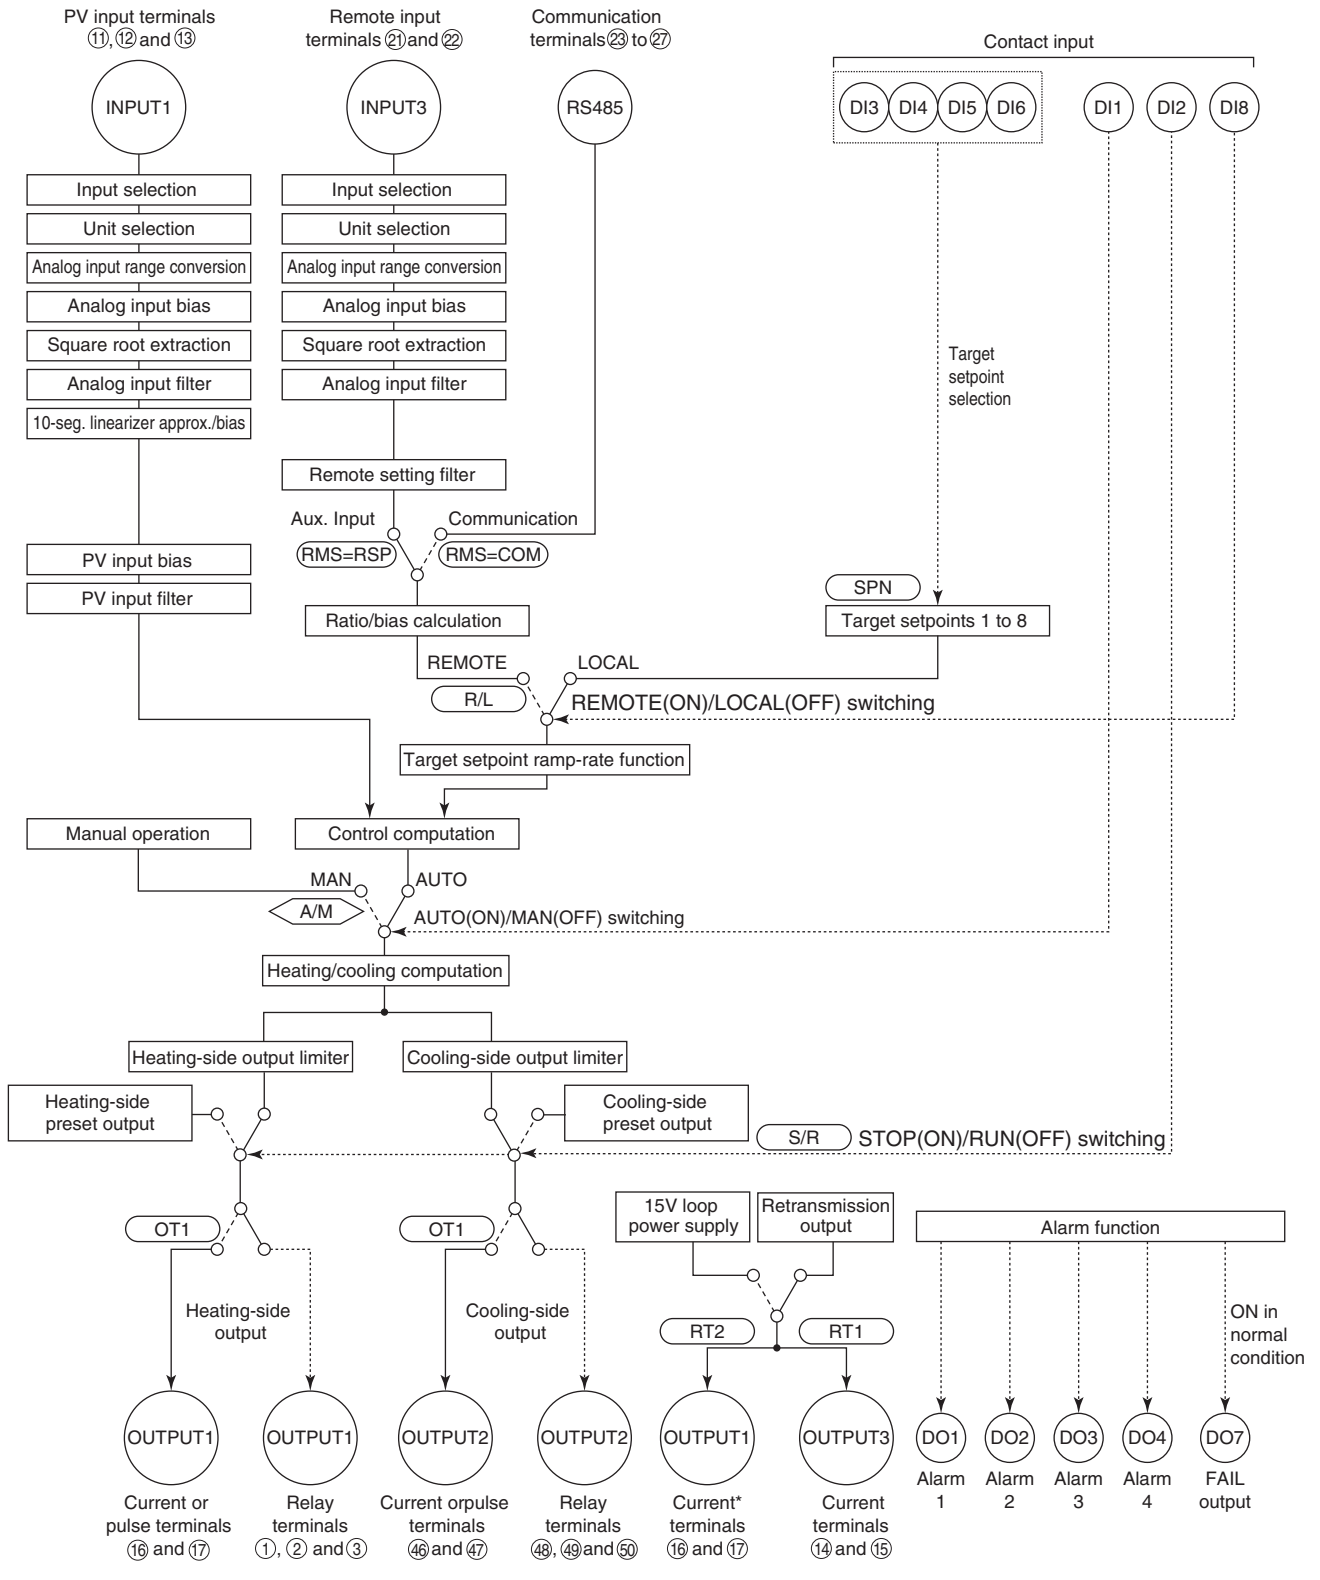 PV input terminals
⑪, ⑫ and ⑬
Remote input
terminals ㉑ and ㉒
Communication
terminals ㉓ to ㉗
Contact input
INPUT1
INPUT3
RS485
DI3
DI4
DI5
DI6
DI1
DI2
DI8
Input selection
Unit selection
Analog input range conversion
Analog input bias
Square root extraction
Analog input filter
10-seg. linearizer approx./bias
Input selection
Unit selection
Analog input range conversion
Analog input bias
Square root extraction
Analog input filter
Target
setpoint
selection
Remote setting filter
Aux. Input
Communication
RMS=RSP
RMS=COM
PV input bias
PV input filter
SPN
Ratio/bias calculation
Target setpoints 1 to 8
REMOTE
LOCAL
R/L
REMOTE(ON)/LOCAL(OFF) switching
Target setpoint ramp-rate function
Manual operation
Control computation
MAN
AUTO
A/M
AUTO(ON)/MAN(OFF) switching
Heating/cooling computation
Heating-side output limiter
Cooling-side output limiter
Heating-side
preset output
Cooling-side
preset output
S/R
STOP(ON)/RUN(OFF) switching
OT1
OT1
15V loop
power supply
Retransmission
output
Alarm function
Heating-side
output
Cooling-side
output
RT2
RT1
ON in
normal
condition
OUTPUT1
OUTPUT1
OUTPUT2
OUTPUT2
OUTPUT1
OUTPUT3
DO1
DO2
DO3
DO4
DO7
Current or
pulse terminals
⑯ and ⑰
Relay
terminals
①, ② and ③
Current orpulse
terminals
㊻ and ㊼
Relay
terminals
㊽, ㊾ and ㊿
Current*
terminals
⑯ and ⑰
Current
terminals
⑭ and ⑮
Alarm
1
Alarm
2
Alarm
3
Alarm
4
FAIL
output